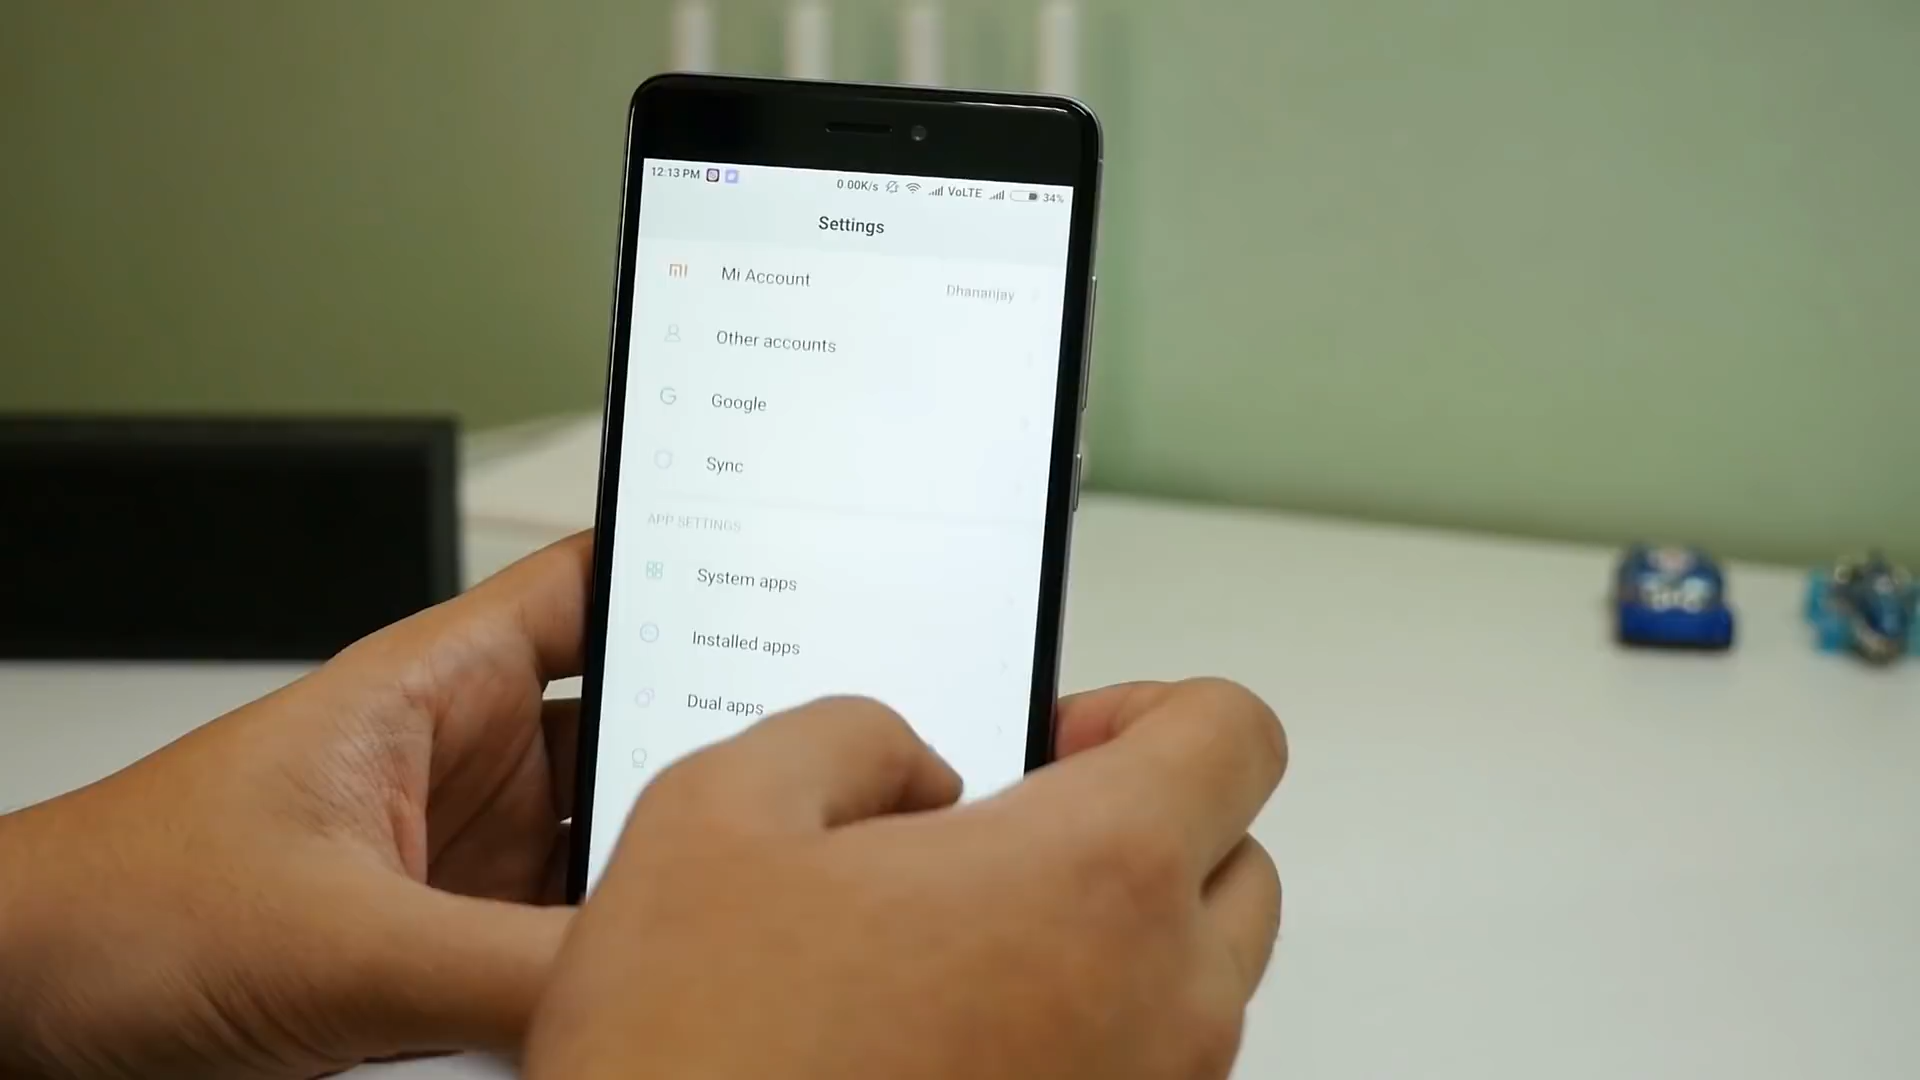 12:13 PM 0.00K/s VoLTE 34%
Settings
Mi Account Dhananjay
Other accounts
Google
Sync
APP SETTINGS
System apps
Installed apps
Dual apps